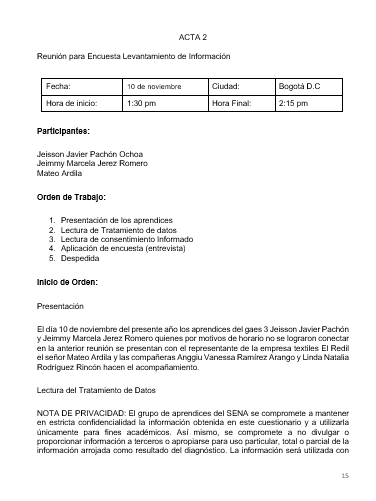 ACTA 2
Reunión para Encuesta Levantamiento de Información
Fecha: 10 de noviembre Ciudad: Bogotá D.C
Hora de inicio: 1:30 pm Hora Final: 2:15 pm
Participantes:
Jeisson Javier Pachón Ochoa
Jeimmy Marcela Jerez Romero
Mateo Ardila
Orden de Trabajo:
1. Presentación de los aprendices
2. Lectura de Tratamiento de datos
3. Lectura de consentimiento Informado
4. Aplicación de encuesta (entrevista)
5. Despedida
Inicio de Orden:
Presentación
El día 10 de noviembre del presente año los aprendices del gaes 3 Jeisson Javier Pachón
y Jeimmy Marcela Jerez Romero quienes por motivos de horario no se lograron conectar
en la anterior reunión se presentan con el representante de la empresa textiles El Redil
el señor Mateo Ardila y las compañeras Anggiu Vanessa Ramírez Arango y Linda Natalia
Rodríguez Rincón hacen el acompañamiento.
Lectura del Tratamiento de Datos
NOTA DE PRIVACIDAD: El grupo de aprendices del SENA se compromete a mantener
en estricta confidencialidad la información obtenida en este cuestionario y a utilizarla
únicamente para fines académicos. Así mismo, se compromete a no divulgar o
proporcionar información a terceros o apropiarse para uso particular, total o parcial de la
información arrojada como resultado del diagnóstico. La información será utilizada con
15